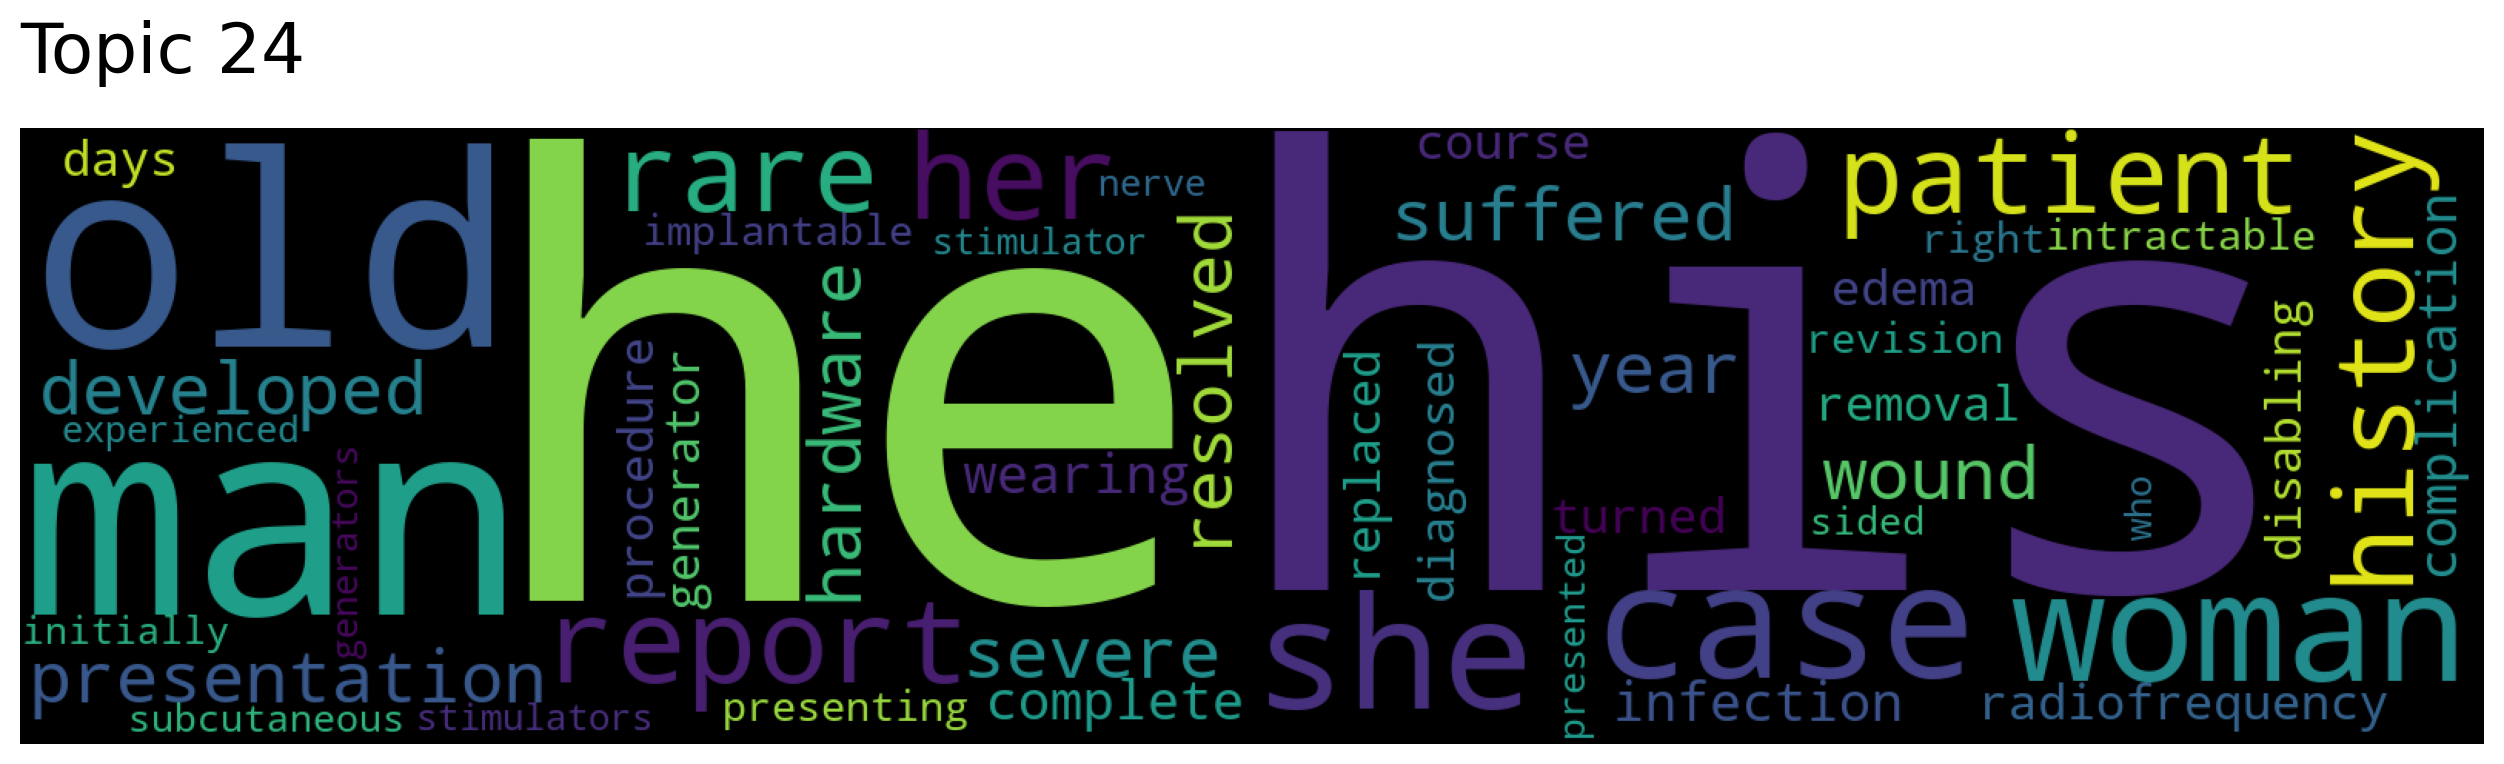 Topic 24
days
old
rare
her
nerve
implantable
stimulator
course
suffered
patient
right
intractable
history
complication
he
his
resolved
hardware
procedure
generator
developed
experienced
man
generators
wearing
replaced
diagnosed
year
edema
revision
removal
wound
sided
who
disabling
turned
presented
initially
presentation
report
severe
she
case
woman
subcutaneous
stimulators
presenting
complete
infection
radiofrequency